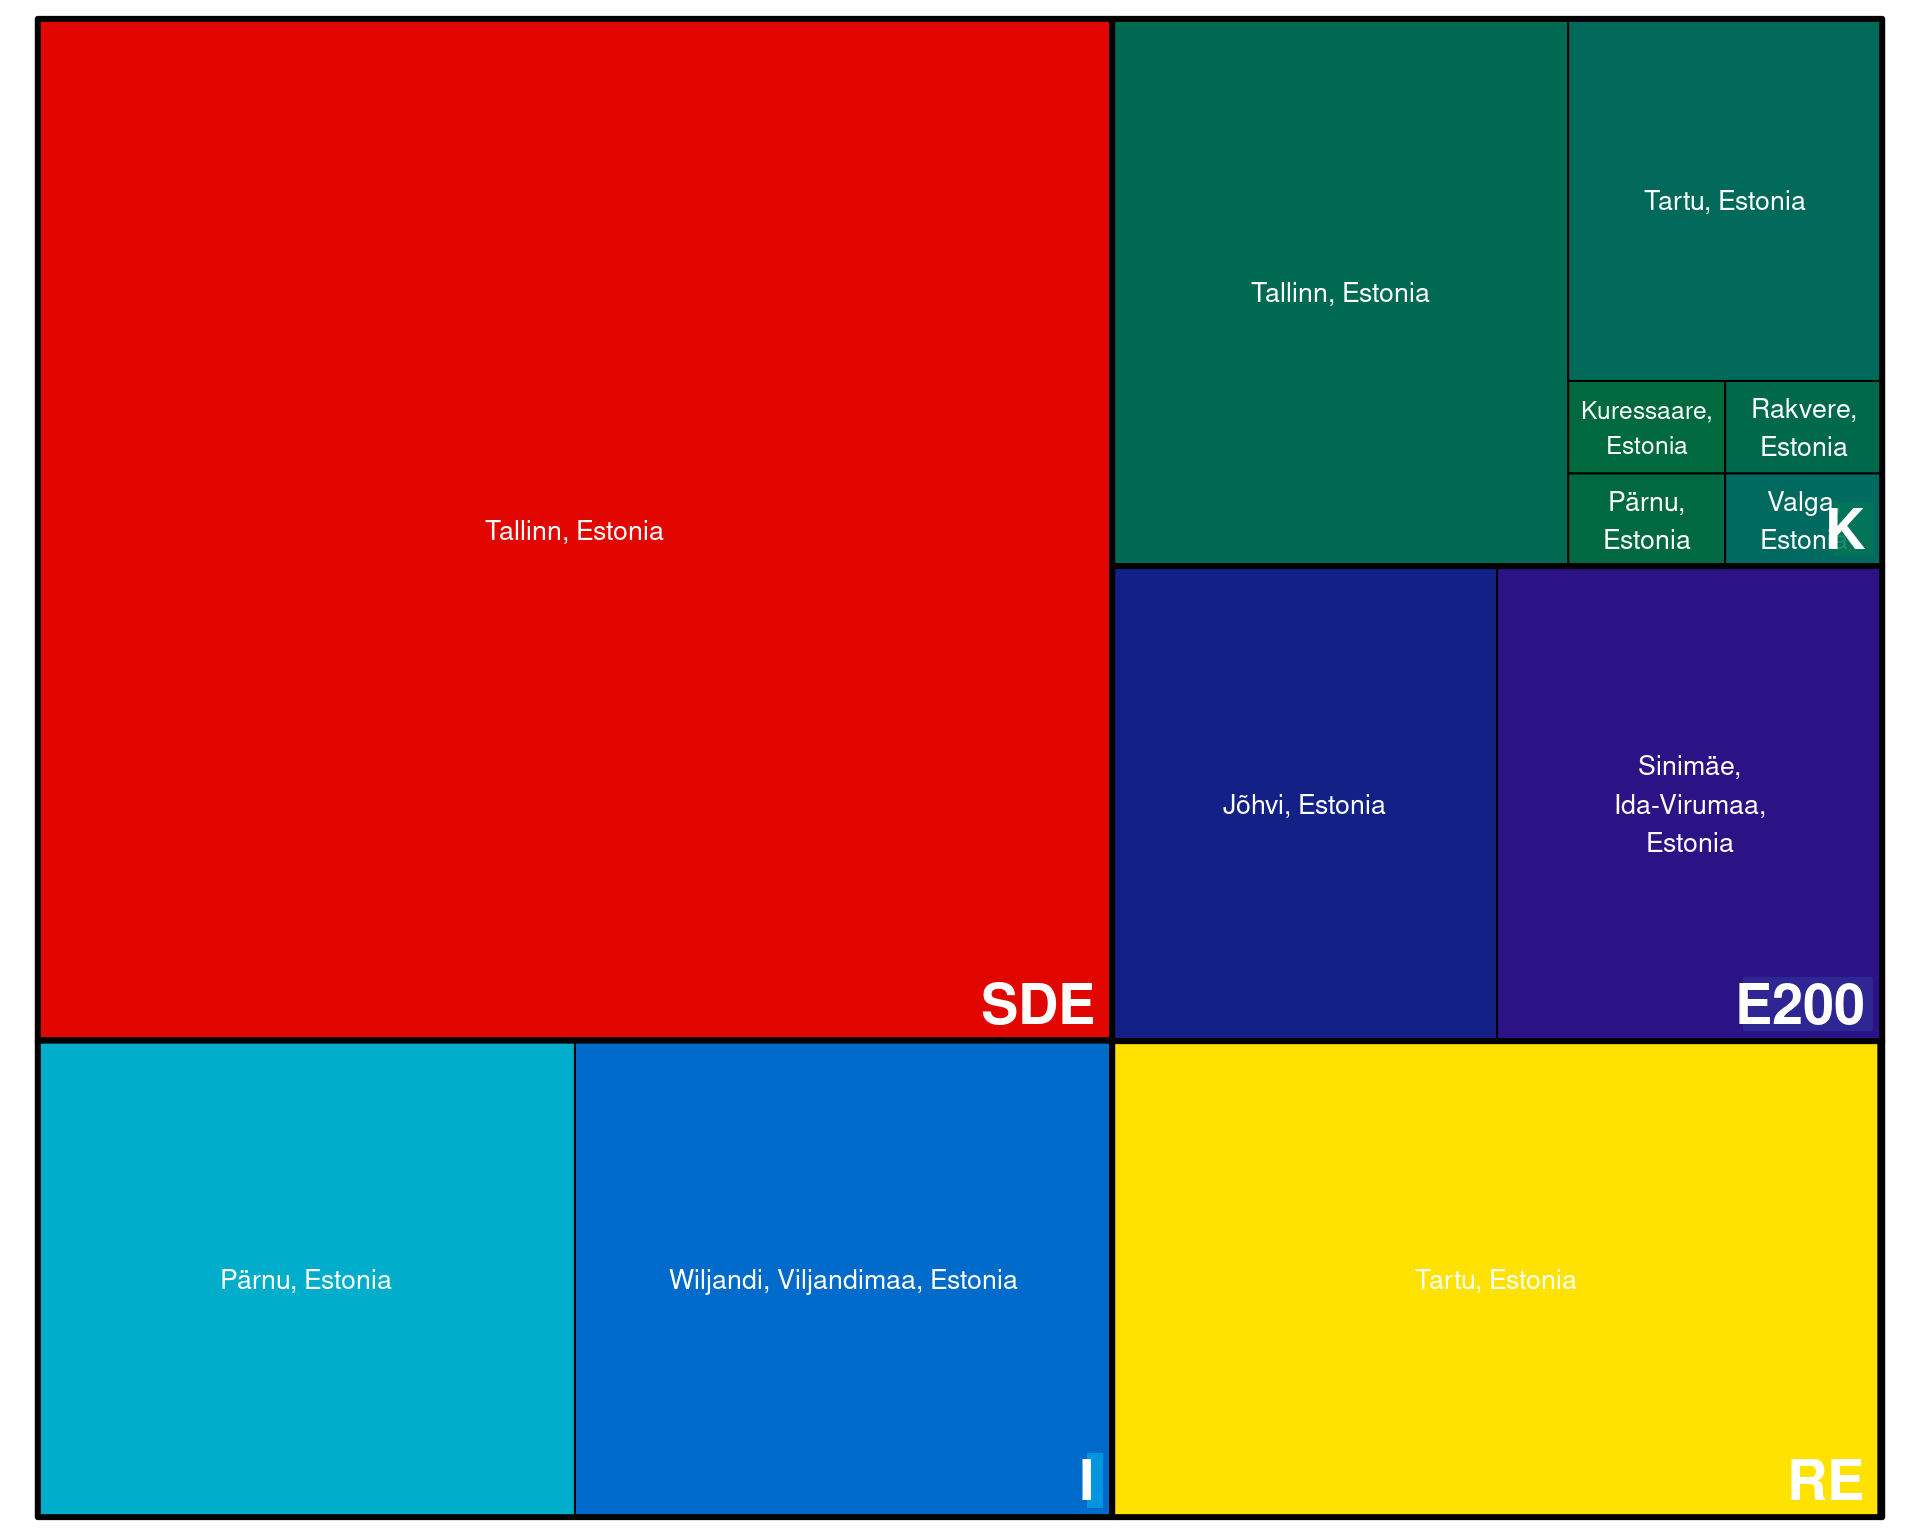 Tallinn, Estonia
SDE
Tallinn, Estonia
Tartu, Estonia
Kuressaare,
Estonia
Rakvere,
Estonia
Pärnu,
Estonia
Valga,
Estonia
K
Jõhvi, Estonia
Sinimäe,
Ida-Virumaa,
Estonia
E200
Pärnu, Estonia
Wiljandi, Viljandimaa, Estonia
I
Tartu, Estonia
RE